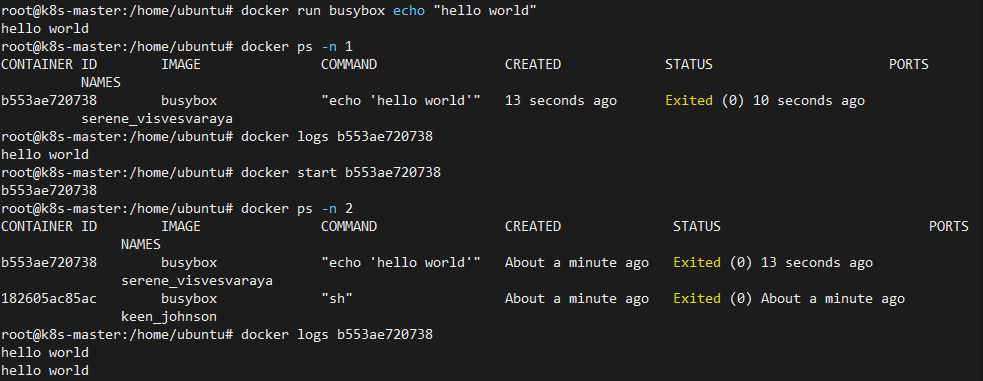 root@k8s-master:/home/ubuntu# docker run busybox echo "hello world"
hello world
root@k8s-master:/home/ubuntu# docker ps -n 1
CONTAINER ID        IMAGE               COMMAND                CREATED             STATUS                      PORTS
          NAMES
b553ae720738        busybox             "echo 'hello world'"   13 seconds ago      Exited (0) 10 seconds ago
          serene_visvesvaraya
root@k8s-master:/home/ubuntu# docker logs b553ae720738
hello world
root@k8s-master:/home/ubuntu# docker start b553ae720738
b553ae720738
root@k8s-master:/home/ubuntu# docker ps -n 2
CONTAINER ID        IMAGE               COMMAND                CREATED              STATUS                          PORTS
               NAMES
b553ae720738        busybox             "echo 'hello world'"   About a minute ago   Exited (0) 13 seconds ago
               serene_visvesvaraya
182605ac85ac        busybox             "sh"                   About a minute ago   Exited (0) About a minute ago
               keen_johnson
root@k8s-master:/home/ubuntu# docker logs b553ae720738
hello world
hello world